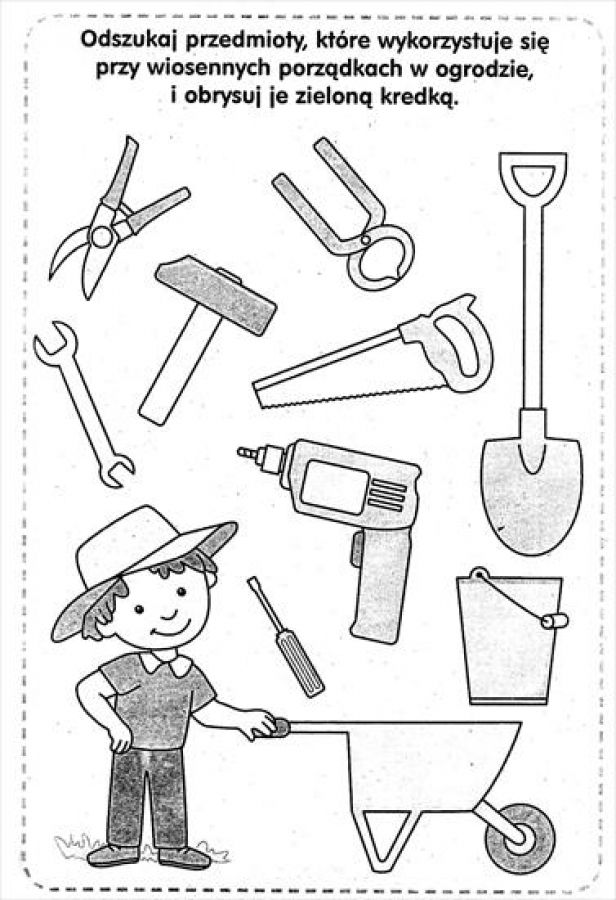 Odszukaj przedmioty, które wykorzystuje się
przy wiosennych porządkach w ogrodzie,
i obrysuj je zieloną kredką.